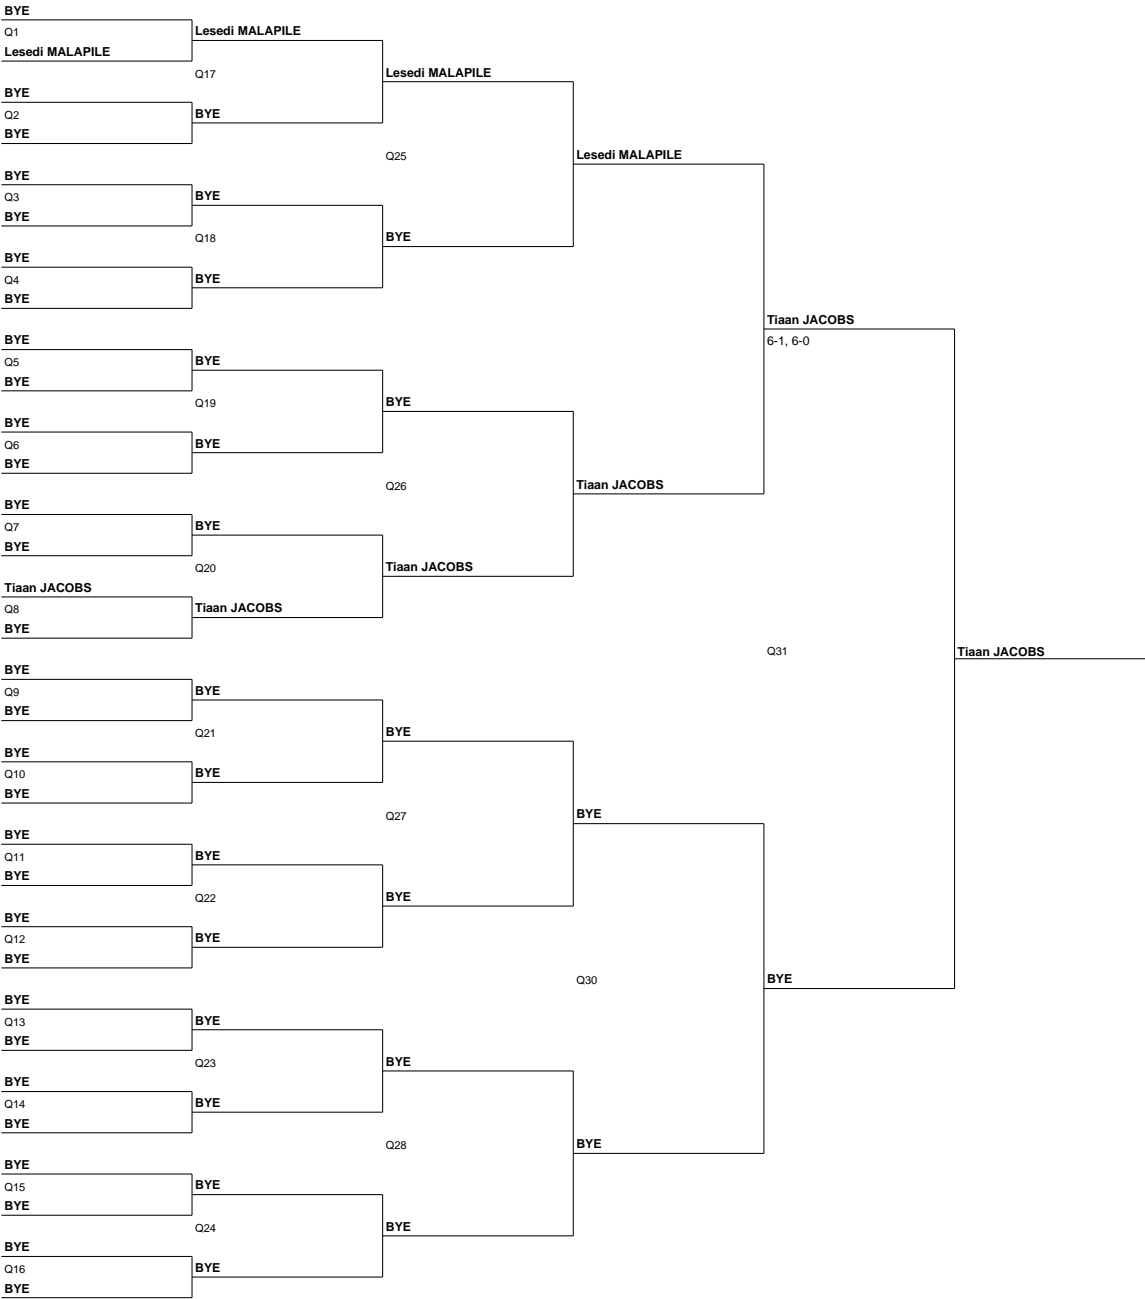 BYE
Q1
Lesedi MALAPILE
Lesedi MALAPILE
Q17
Lesedi MALAPILE
BYE
Q2
BYE
BYE
Q25
Lesedi MALAPILE
BYE
Q3
BYE
BYE
Q18
BYE
BYE
Q4
BYE
BYE
Tiaan JACOBS
6-1, 6-0
BYE
Q5
BYE
BYE
Q19
BYE
BYE
Q6
BYE
BYE
Q26
Tiaan JACOBS
BYE
Q7
BYE
BYE
Q20
Tiaan JACOBS
Tiaan JACOBS
Q8
BYE
Tiaan JACOBS
Q31
Tiaan JACOBS
BYE
Q9
BYE
BYE
Q21
BYE
BYE
Q10
BYE
BYE
Q27
BYE
BYE
Q11
BYE
BYE
Q22
BYE
BYE
Q12
BYE
BYE
Q30
BYE
BYE
Q13
BYE
BYE
Q23
BYE
BYE
Q14
BYE
BYE
Q28
BYE
BYE
Q15
BYE
BYE
Q24
BYE
BYE
Q16
BYE
BYE